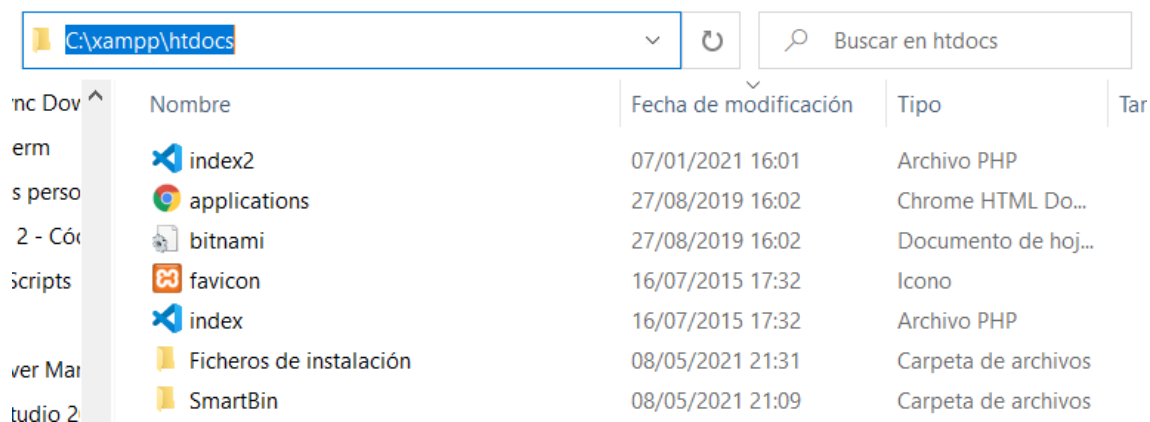 C:\xampp\htdocs Buscar en htdocs
Nombre Fecha de modificación Tipo
erm
index2 07/01/2021 16:01 Archivo PHP
s perso applications 27/08/2019 16:02 Chrome HTML Do...
2 - Có bitnami 27/08/2019 16:02 Documento de hoj...
Scripts favicon 16/07/2015 17:32 Icono
index 16/07/2015 17:32 Archivo PHP
ver Mar Ficheros de instalación 08/05/2021 21:31 Carpeta de archivos
tudio 2 SmartBin 08/05/2021 21:09 Carpeta de archivos